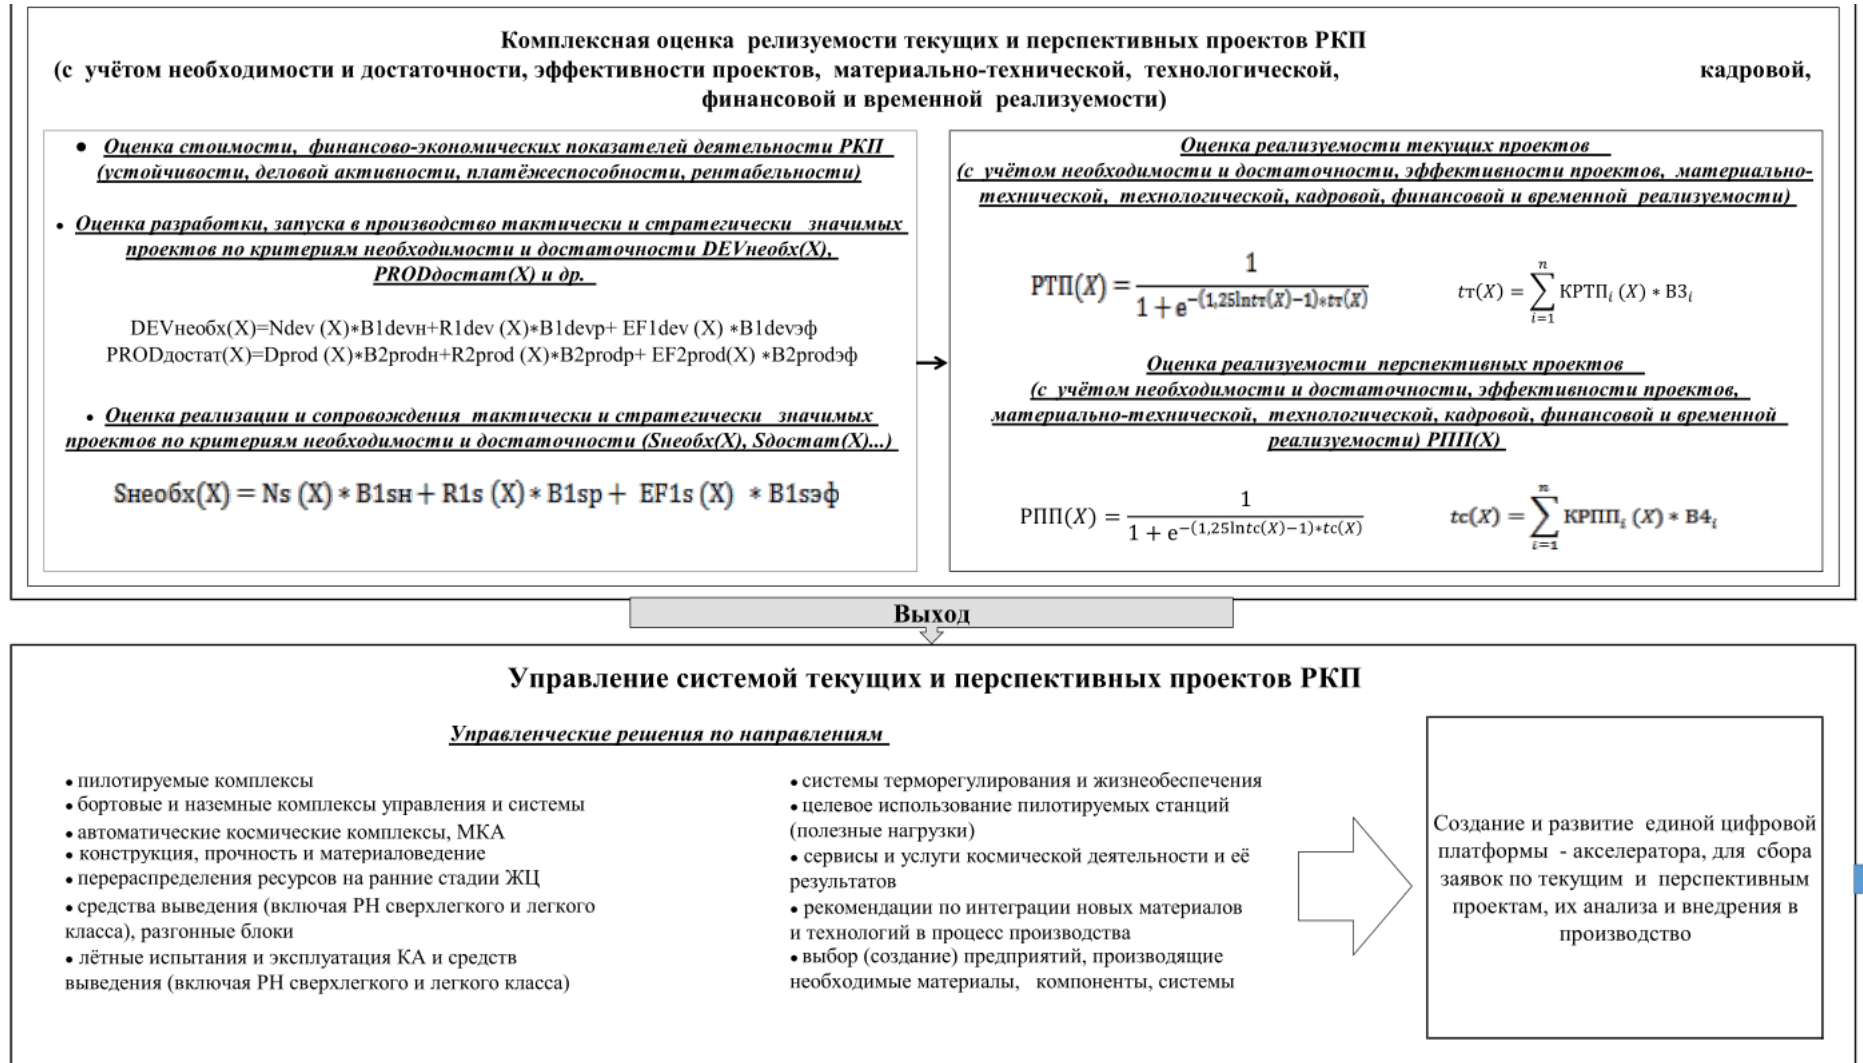 Комплексная оценка релизуемости текущих и перспективных проектов РКП
(с учётом необходимости и достаточности, эффективности проектов, материально-технической, технологической, кадровой,
финансовой и временной реализуемости)
● Оценка стоимости, финансово-экономических показателей деятельности РКП
(устойчивости, деловой активности, платёжеспособности, рентабельности)
• Оценка разработки, запуска в производство тактически и стратегически значимых
проектов по критериям необходимости и достаточности DEVнеобх(X),
PRODдостат(X) и др.
DEVнеобх(X)=Ndev (X)*B1devн+R1dev (X)*B1devp+ EF1dev (X) *B1devэф
PRODдостат(X)=Dprod (X)*B2prodн+R2prod (X)*B2prodp+ EF2prod(X) *B2prodэф
• Оценка реализации и сопровождения тактически и стратегически значимых
проектов по критериям необходимости и достаточности (Sнеобх(X), Sдостат(X)...)
Sнеобх(X) = Ns (X) * B1sн + R1s (X) * B1sp + EF1s (X) * B1sэф
Оценка реализуемости текущих проектов
(с учётом необходимости и достаточности, эффективности проектов, материально-
технической, технологической, кадровой, финансовой и временной реализуемости)
РТП(X) = 1 / (1 + e^−(1,25lntт(X)−1)*tт(X))
tт(X) = ∑_{i=1}^{n} КРТП_i (X) * B3_i
Оценка реализуемости перспективных проектов
(с учётом необходимости и достаточности, эффективности проектов,
материально-технической, технологической, кадровой, финансовой и временной
реализуемости) РПП(X)
РПП(X) = 1 / (1 + e^−(1,25lntc(X)−1)*tc(X))
tc(X) = ∑_{i=1}^{n} КРПП_i (X) * B4_i
Выход
Управление системой текущих и перспективных проектов РКП
Управленческие решения по направлениям
• пилотируемые комплексы
• бортовые и наземные комплексы управления и системы
• автоматические космические комплексы, МКА
• конструкция, прочность и материаловедение
• перераспределения ресурсов на ранние стадии ЖЦ
• средства выведения (включая РН сверхлегкого и легкого
класса), разгонные блоки
• лётные испытания и эксплуатация КА и средств
выведения (включая РН сверхлегкого и легкого класса)
• системы терморегулирования и жизнеобеспечения
• целевое использование пилотируемых станций
(полезные нагрузки)
• сервисы и услуги космической деятельности и её
результатов
• рекомендации по интеграции новых материалов
и технологий в процесс производства
• выбор (создание) предприятий, производящие
необходимые материалы, компоненты, системы
Создание и развитие единой цифровой
платформы - акселератора, для сбора
заявок по текущим и перспективным
проектам, их анализа и внедрения в
производство